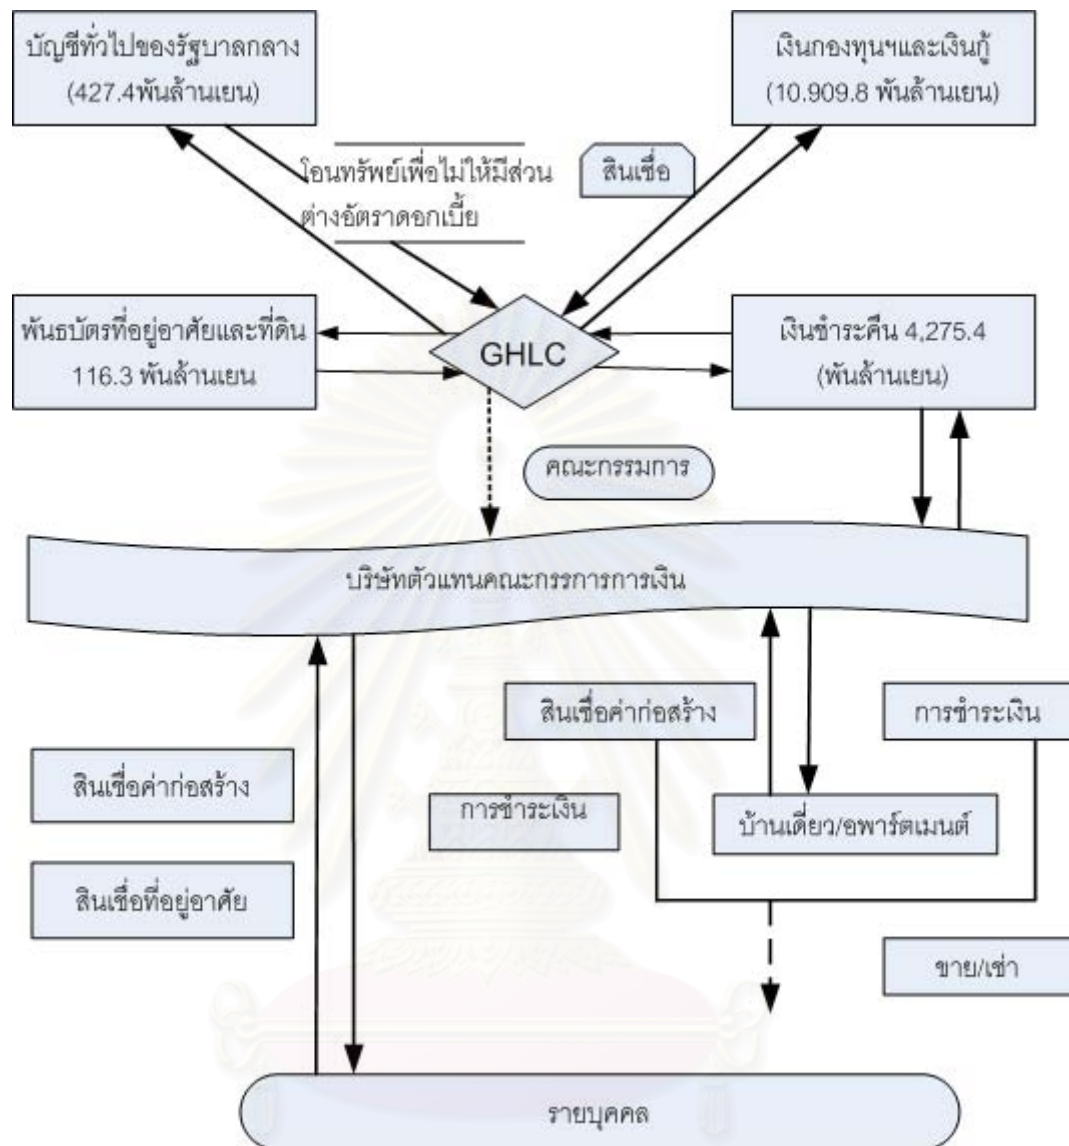 บัญชีทั่วไปของรัฐบาลกลาง
(427.4พันล้านเยน)
เงินกองทุนฯและเงินกู้
(10.909.8 พันล้านเยน)
โอนทรัพย์เพื่อไม่ให้มีส่วน
ต่างอัตราดอกเบี้ย
สินเชื่อ
พันธบัตรที่อยู่อาศัยและที่ดิน
116.3 พันล้านเยน
GHLC
เงินชำระคืน 4,275.4
(พันล้านเยน)
คณะกรรมการ
บริษัทตัวแทนคณะกรรการการเงิน
สินเชื่อค่าก่อสร้าง
การชำระเงิน
สินเชื่อค่าก่อสร้าง
การชำระเงิน
บ้านเดี่ยว/อพาร์ตเมนต์
สินเชื่อที่อยู่อาศัย
ขาย/เช่า
รายบุคคล